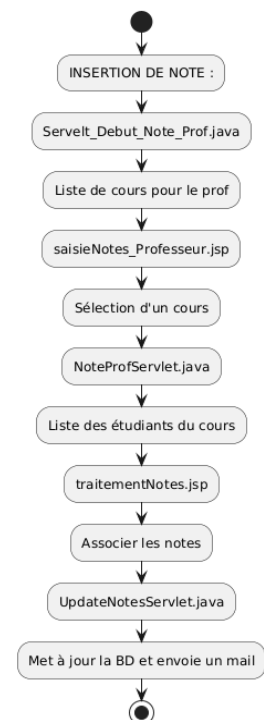 INSERTION DE NOTE :
Servelt_Debut_Note_Prof.java
Liste de cours pour le prof
saisieNotes_Professeur.jsp
Sélection d'un cours
NoteProfServlet.java
Liste des étudiants du cours
traitementNotes.jsp
Associer les notes
UpdateNotesServlet.java
Met à jour la BD et envoie un mail